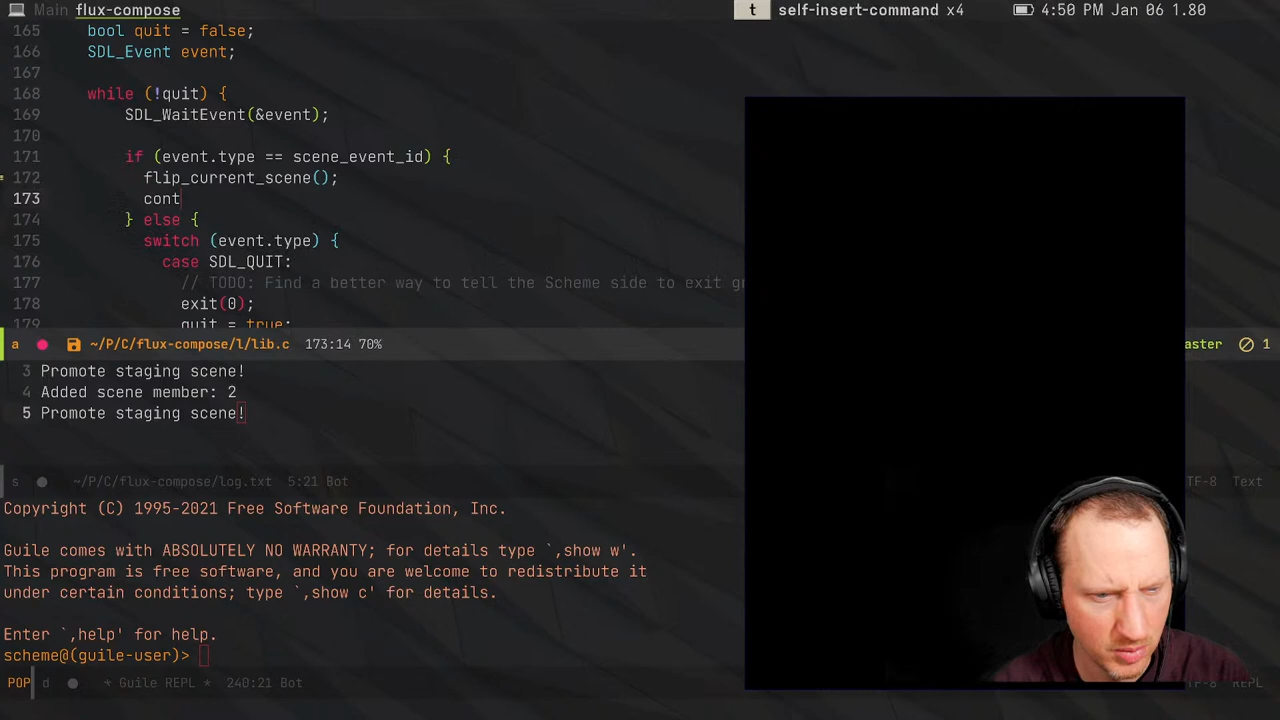 Main flux-compose
t self-insert-command x4 4:50 PM Jan 06 1.80
165 bool quit = false;
166 SDL_Event event;
167
168 while (!quit) {
169 SDL_WaitEvent(&event);
170
171 if (event.type == scene_event_id) {
172 flip_current_scene();
173 cont
174 } else {
175 switch (event.type) {
176 case SDL_QUIT:
177 // TODO: Find a better way to tell the Scheme side to exit gr
178 exit(0);
179 quit = true;
a ~/P/C/flux-compose/l/lib.c 173:14 70% aster 1
3 Promote staging scene!
4 Added scene member: 2
5 Promote staging scene!
s ~/P/C/flux-compose/log.txt 5:21 Bot TF-8 Text
Copyright (C) 1995-2021 Free Software Foundation, Inc.
Guile comes with ABSOLUTELY NO WARRANTY; for details type `,show w'.
This program is free software, and you are welcome to redistribute it
under certain conditions; type `,show c' for details.
Enter `,help' for help.
scheme@(guile-user)>
POP d * Guile REPL * 240:21 Bot TF-8 REPL